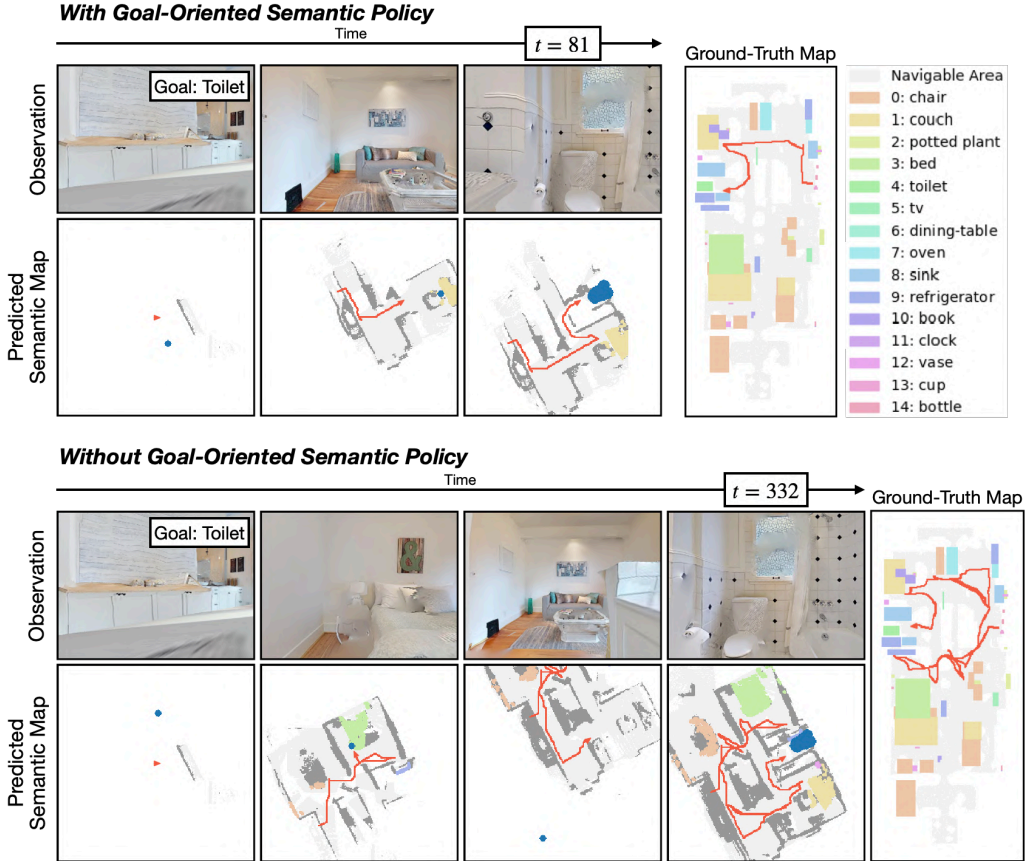 With Goal-Oriented Semantic Policy
Time
t = 81
Goal: Toilet
Observation
Predicted
Semantic Map
Ground-Truth Map
Navigable Area
0: chair
1: couch
2: potted plant
3: bed
4: toilet
5: tv
6: dining-table
7: oven
8: sink
9: refrigerator
10: book
11: clock
12: vase
13: cup
14: bottle
Without Goal-Oriented Semantic Policy
Time
t = 332
Goal: Toilet
Observation
Predicted
Semantic Map
Ground-Truth Map